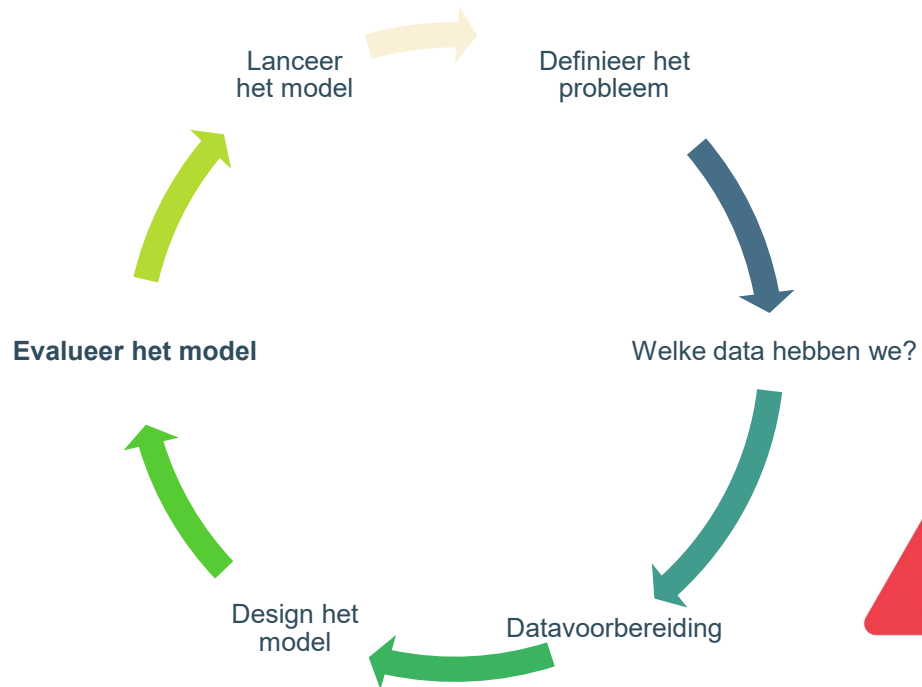 Lanceer
het model
Definieer het
probleem
Evalueer het model
Welke data hebben we?
Design het
model
Datavoorbereiding